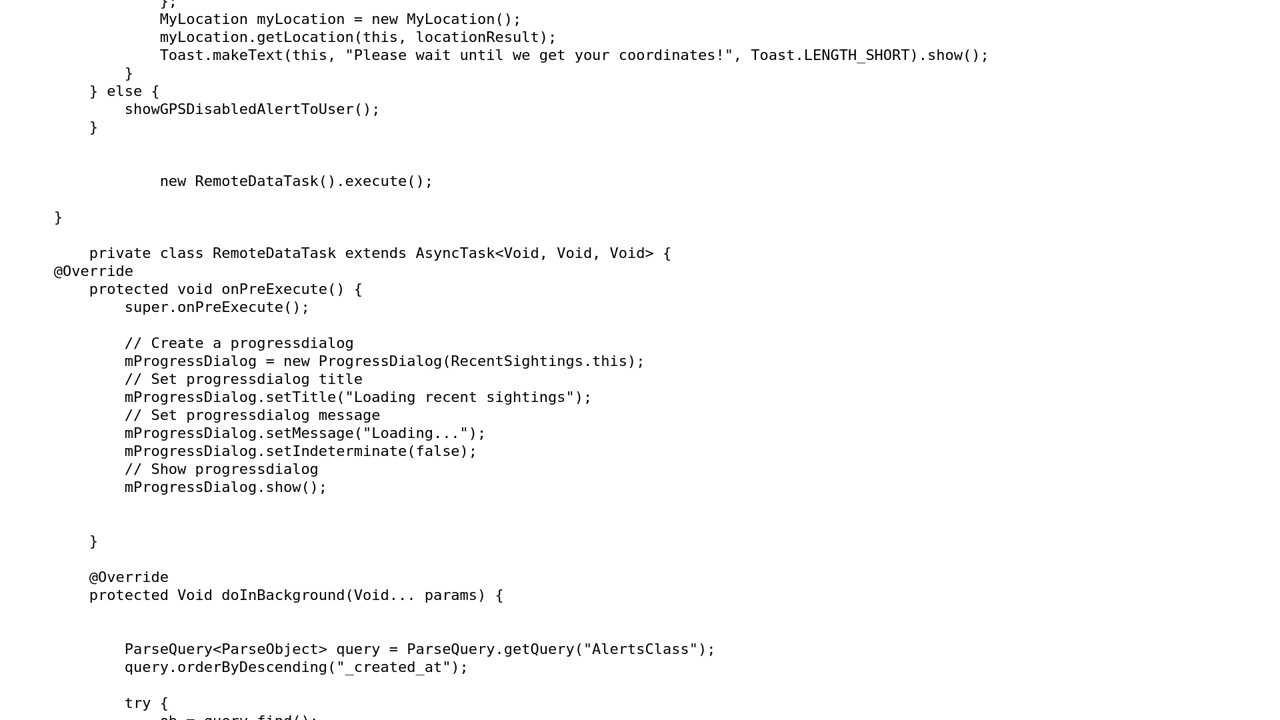 };
MyLocation myLocation = new MyLocation();
myLocation.getLocation(this, locationResult);
Toast.makeText(this, "Please wait until we get your coordinates!", Toast.LENGTH_SHORT).show();
}
} else {
showGPSDisabledAlertToUser();
}
new RemoteDataTask().execute();
}
private class RemoteDataTask extends AsyncTask<Void, Void, Void> {
@Override
protected void onPreExecute() {
super.onPreExecute();
// Create a progressdialog
mProgressDialog = new ProgressDialog(RecentSightings.this);
// Set progressdialog title
mProgressDialog.setTitle("Loading recent sightings");
// Set progressdialog message
mProgressDialog.setMessage("Loading...");
mProgressDialog.setIndeterminate(false);
// Show progressdialog
mProgressDialog.show();
}
@Override
protected Void doInBackground(Void... params) {
ParseQuery<ParseObject> query = ParseQuery.getQuery("AlertsClass");
query.orderByDescending("_created_at");
try {
ob = query.find();